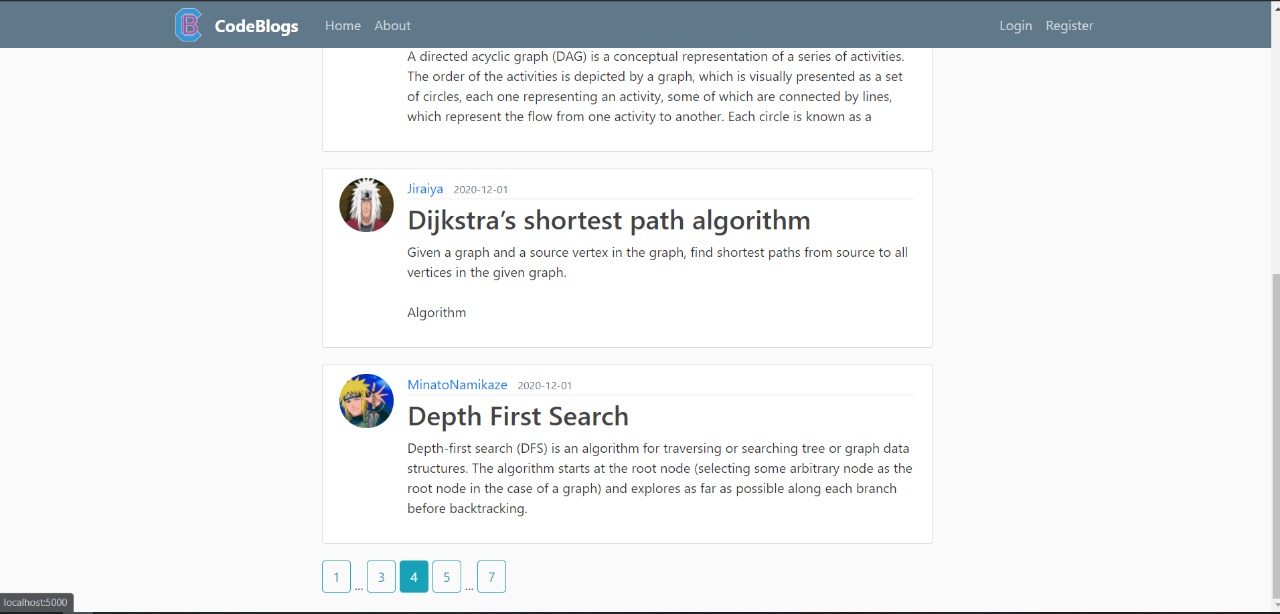 CodeBlogs Home About Login Register
A directed acyclic graph (DAG) is a conceptual representation of a series of activities.
The order of the activities is depicted by a graph, which is visually presented as a set
of circles, each one representing an activity, some of which are connected by lines,
which represent the flow from one activity to another. Each circle is known as a
Jiraiya 2020-12-01
Dijkstra’s shortest path algorithm
Given a graph and a source vertex in the graph, find shortest paths from source to all
vertices in the given graph.
Algorithm
MinatoNamikaze 2020-12-01
Depth First Search
Depth-first search (DFS) is an algorithm for traversing or searching tree or graph data
structures. The algorithm starts at the root node (selecting some arbitrary node as the
root node in the case of a graph) and explores as far as possible along each branch
before backtracking.
1 ... 3 4 5 ... 7
localhost:5000